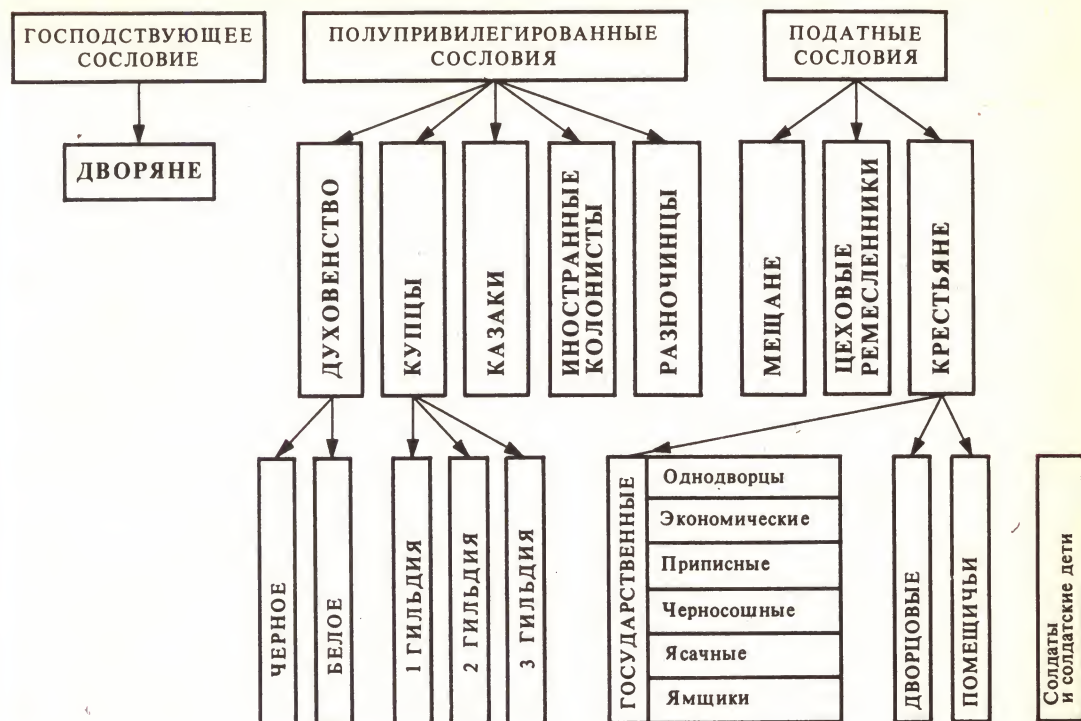 ГОСПОДСТВУЮЩЕЕ
СОСЛОВИЕ
ПОЛУПРИВИЛЕГИРОВАННЫЕ
СОСЛОВИЯ
ПОДАТНЫЕ
СОСЛОВИЯ
ДВОРЯНЕ
ДУХОВЕНСТВО
КУПЦЫ
КАЗАКИ
ИНОСТРАННЫЕ
КОЛОНИСТЫ
РАЗНОЧИНЦЫ
МЕЩАНЕ
ЦЕХОВЫЕ
РЕМЕСЛЕННИКИ
КРЕСТЬЯНЕ
ЧЕРНОЕ
БЕЛОЕ
1 ГИЛЬДИЯ
2 ГИЛЬДИЯ
3 ГИЛЬДИЯ
ГОСУДАРСТВЕННЫЕ
Однодворцы
Экономические
Приписные
Черносошные
Ясачные
Ямщики
ДВОРЦОВЫЕ
ПОМЕЩИЧЬИ
Солдаты
и солдатские дети